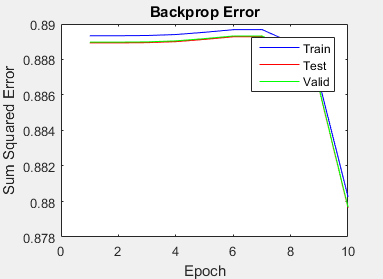 Backprop Error
0.89
0.888
0.886
0.884
0.882
0.88
0.878
Sum Squared Error
Train
Test
Valid
0 2 4 6 8 10
Epoch